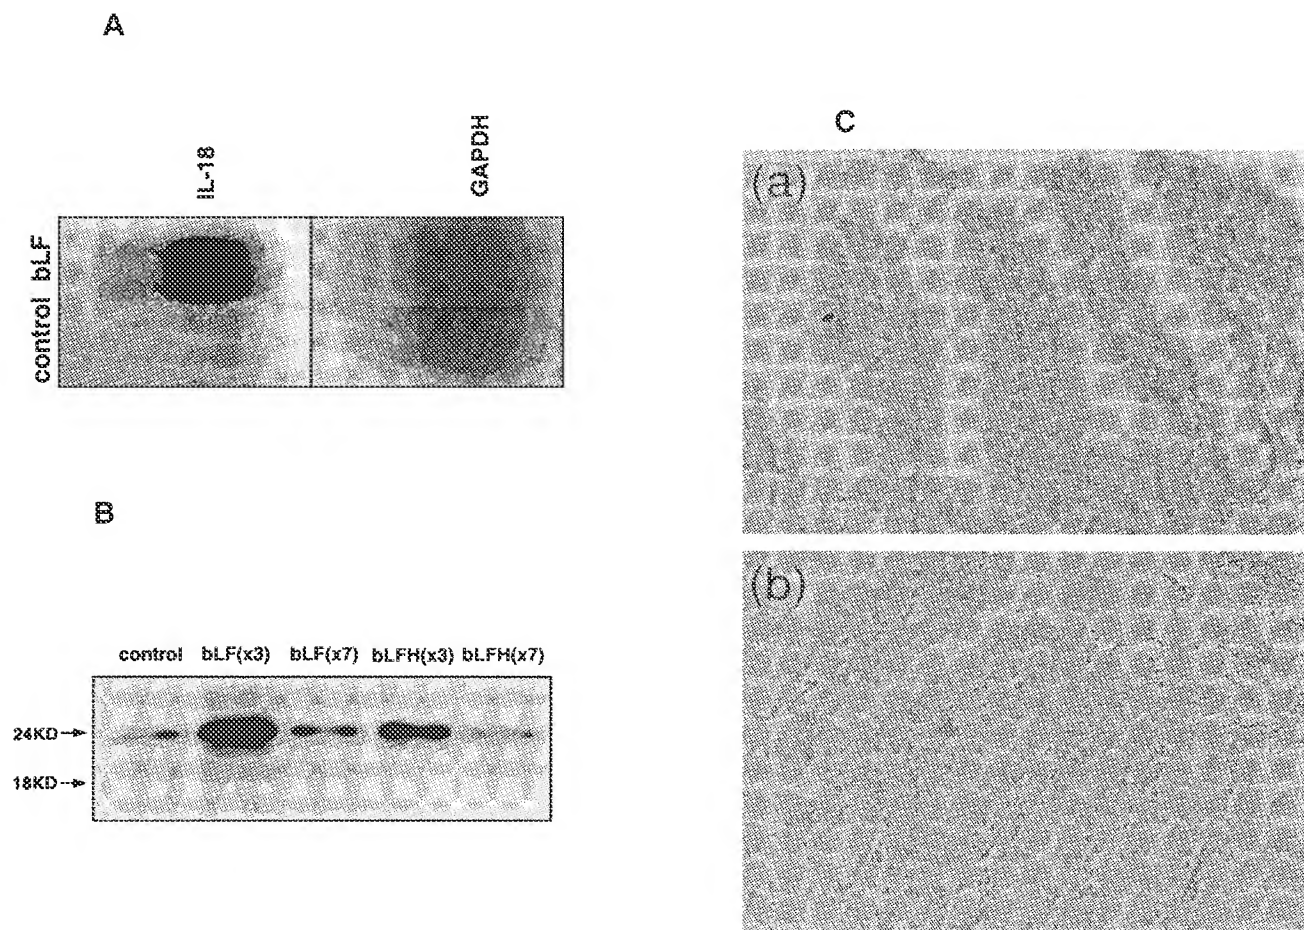 A
IL-18
GAPDH
control bLF
B
control bLF(x3) bLF(x7) bLFH(x3) bLFH(x7)
24KD
18KD
C
(a)
(b)